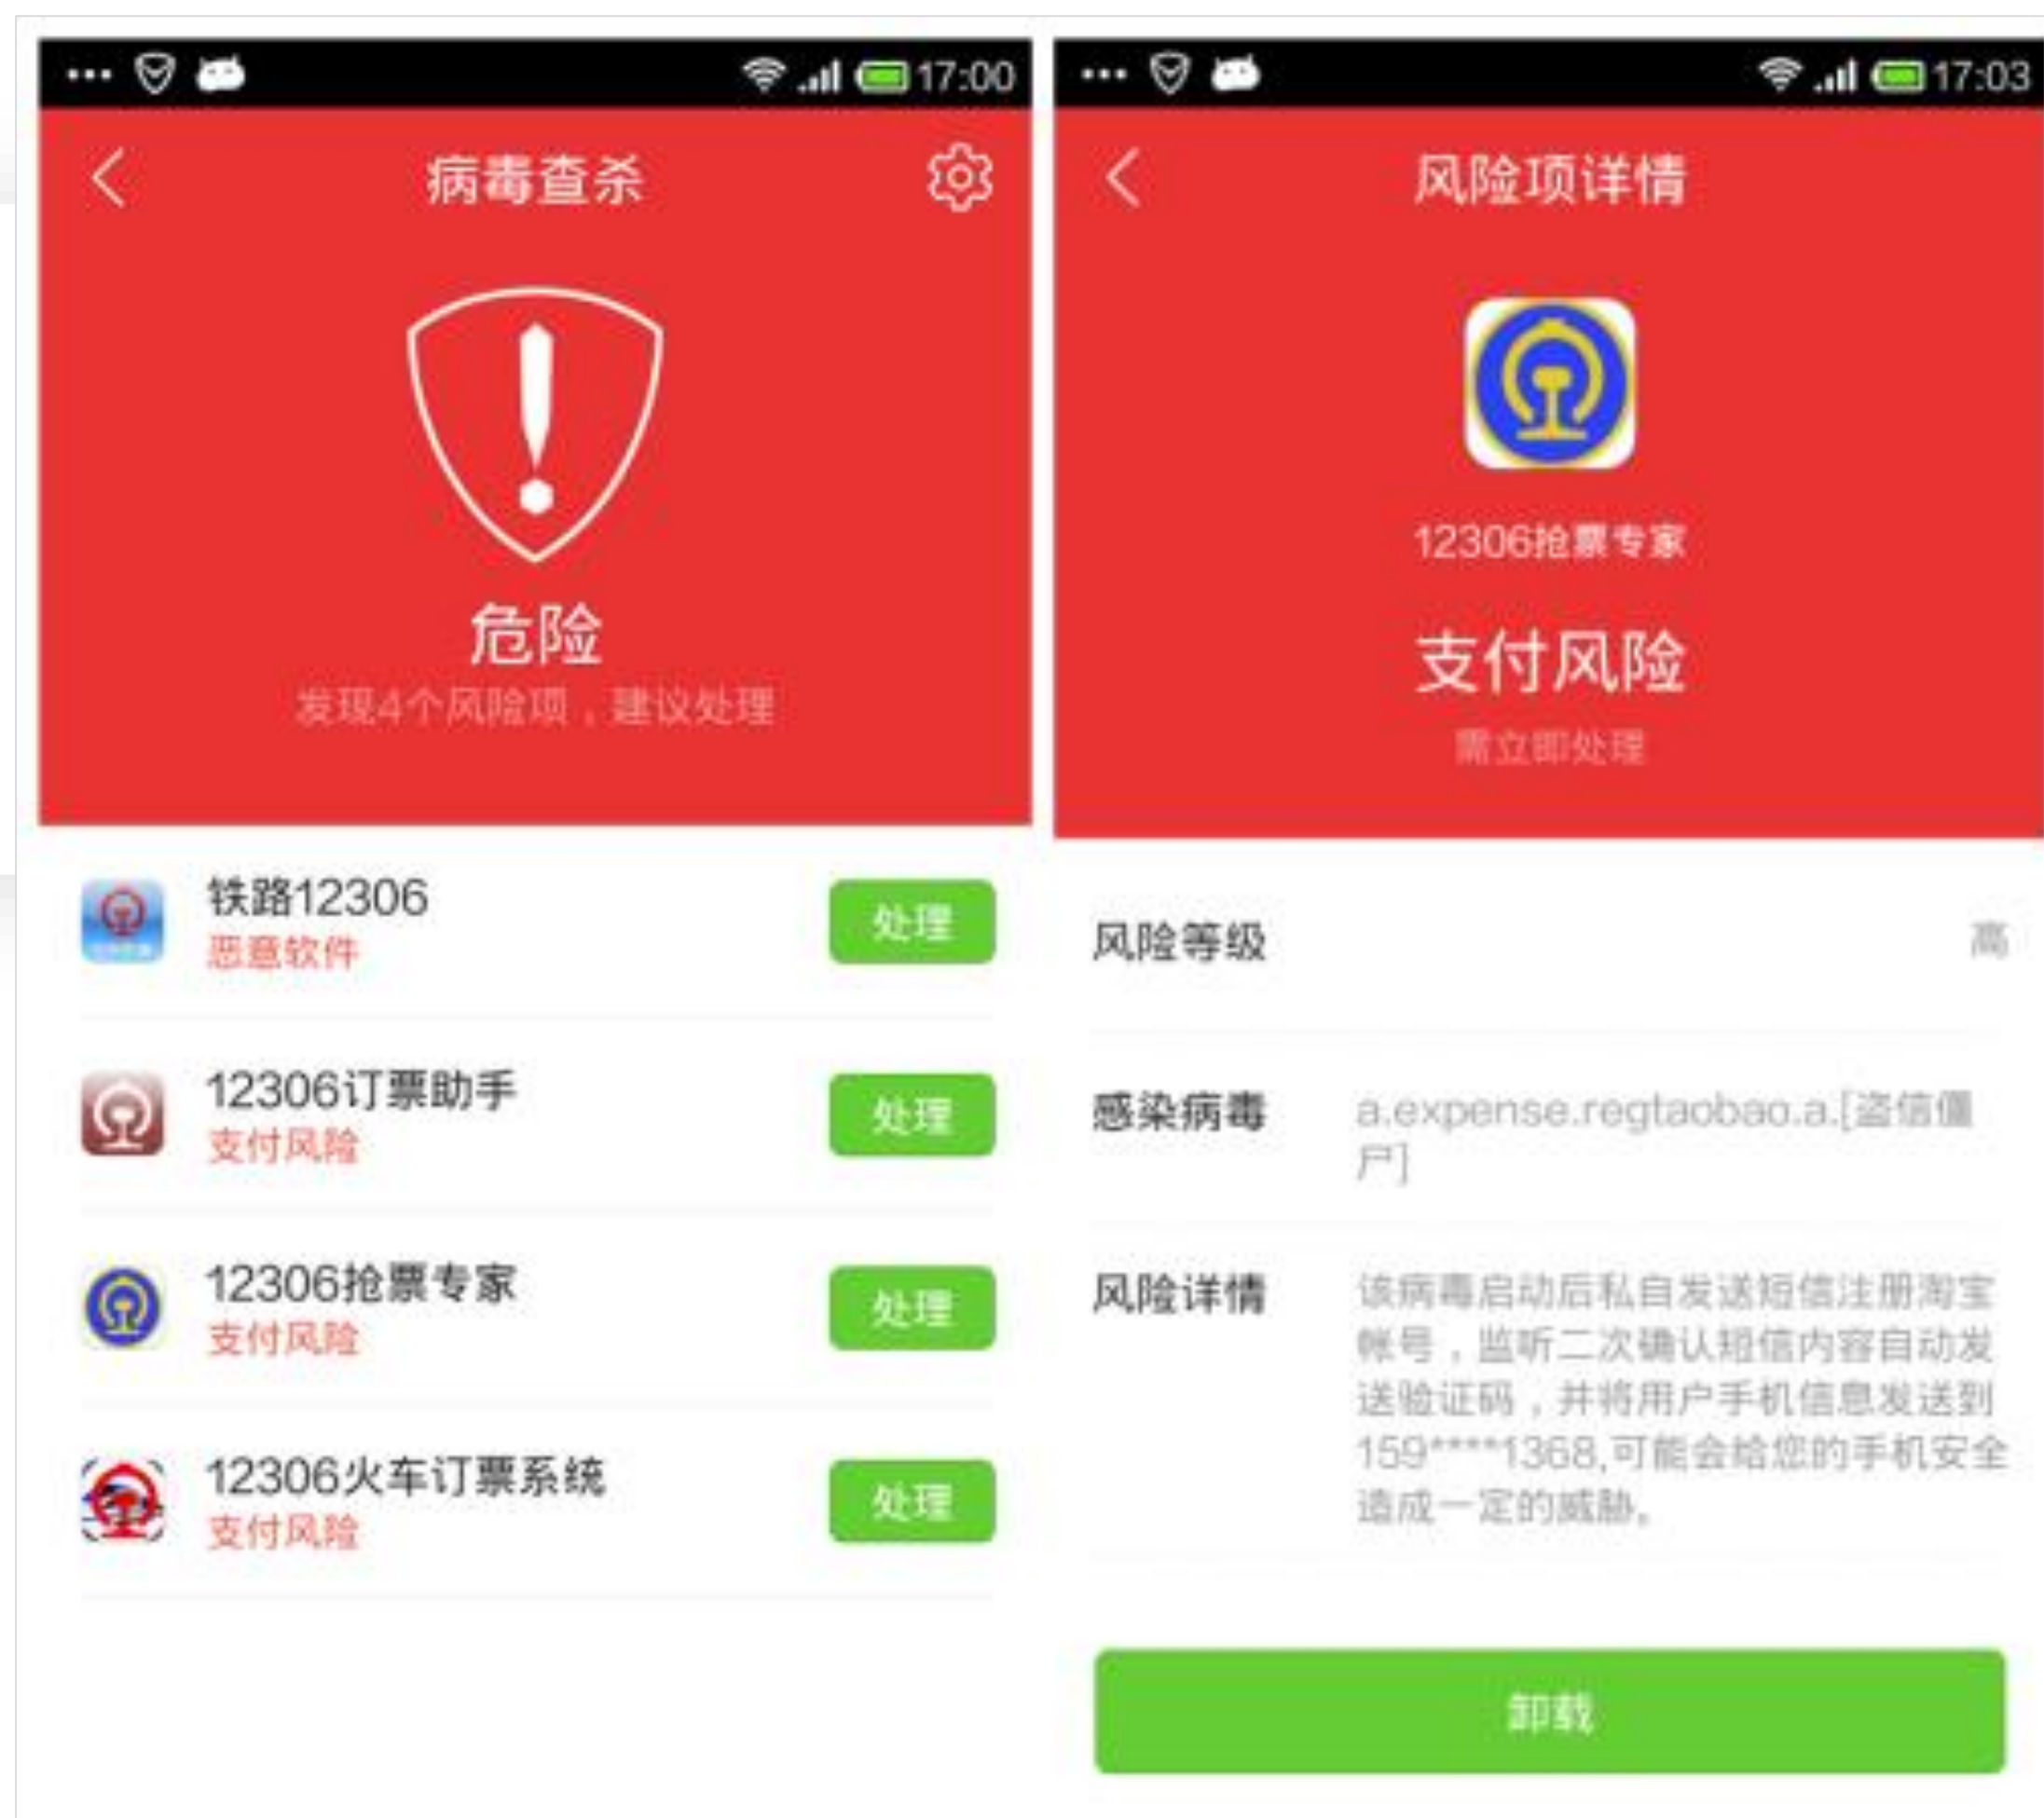 17:00
病毒查杀
危险
发现4个风险项，建议处理
铁路12306
恶意软件
处理
12306订票助手
支付风险
处理
12306抢票专家
支付风险
处理
12306火车订票系统
支付风险
处理
17:03
风险项详情
12306抢票专家
支付风险
需立即处理
风险等级
高
感染病毒
a.expense.regtaobao.a.[盗信僵
尸]
风险详情
该病毒启动后私自发送短信注册淘宝
帐号，监听二次确认短信内容自动发
送验证码，并将用户手机信息发送到
159****1368,可能会给您的手机安全
造成一定的威胁。
卸载